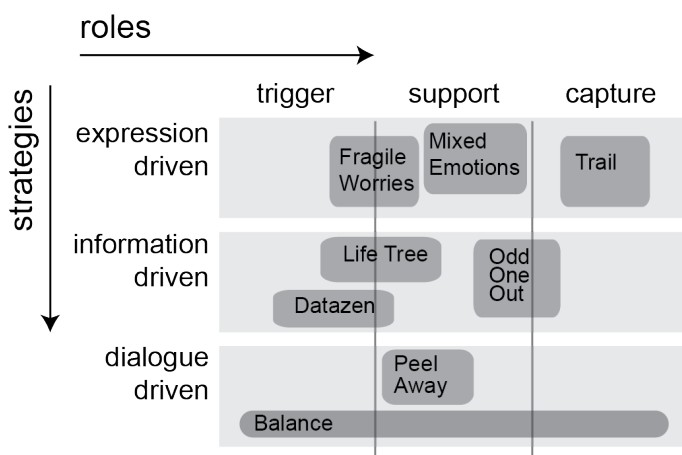 roles
strategies
trigger support capture
expression
driven
Fragile
Worries
Mixed
Emotions
Trail
information
driven
Life Tree
Datazen
Odd
One
Out
dialogue
driven
Peel
Away
Balance